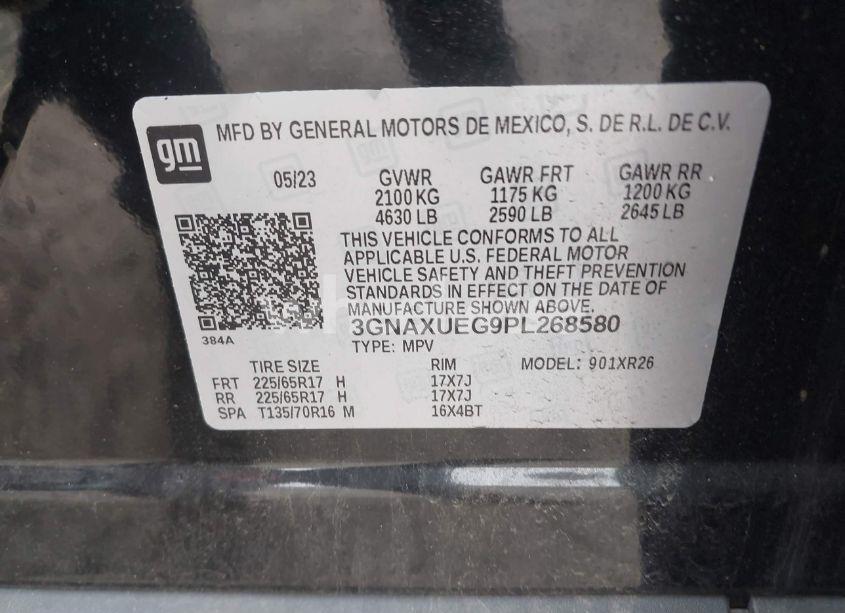 gm
MFD BY GENERAL MOTORS DE MEXICO, S. DE R.L. DE C.V.
05/23 GVWR GAWR FRT GAWR RR
2100 KG 1175 KG 1200 KG
4630 LB 2590 LB 2645 LB
THIS VEHICLE CONFORMS TO ALL
APPLICABLE U.S. FEDERAL MOTOR
VEHICLE SAFETY AND THEFT PREVENTION
STANDARDS IN EFFECT ON THE DATE OF
MANUFACTURE SHOWN ABOVE.
3GNAXUEG9PL268580
384A
TYPE: MPV
TIRE SIZE RIM MODEL: 901XR26
FRT 225/65R17 H 17X7J
RR 225/65R17 H 17X7J
SPA T135/70R16 M 16X4BT